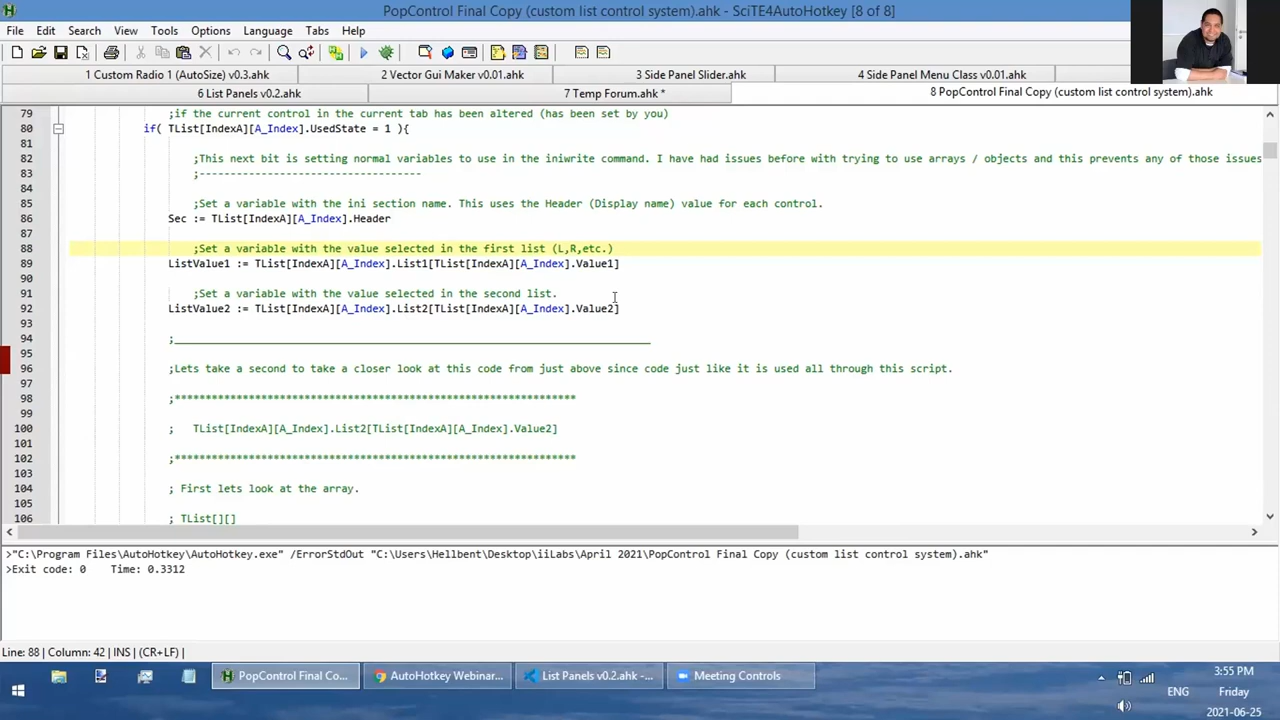 PopControl Final Copy (custom list control system).ahk - SciTE4AutoHotkey [8 of 8]
File Edit Search View Tools Options Language Tabs Help
1 Custom Radio 1 (AutoSize) v0.3.ahk 2 Vector Gui Maker v0.01.ahk 3 Side Panel Slider.ahk 4 Side Panel Menu Class v0.01.ahk
6 List Panels v0.2.ahk 7 Temp Forum.ahk * 8 PopControl Final Copy (custom list control system).ahk
79 ;if the current control in the current tab has been altered (has been set by you)
80 if( TList[IndexA][A_Index].UsedState = 1 ){
81
82 ;This next bit is setting normal variables to use in the iniwrite command. I have had issues before with trying to use arrays / objects and this prevents any of those issues
83 ;----------------------------------
84
85 ;Set a variable with the ini section name. This uses the Header (Display name) value for each control.
86 Sec := TList[IndexA][A_Index].Header
87
88 ;Set a variable with the value selected in the first list (L,R,etc.)
89 ListValue1 := TList[IndexA][A_Index].List1[TList[IndexA][A_Index].Value1]
90
91 ;Set a variable with the value selected in the second list.
92 ListValue2 := TList[IndexA][A_Index].List2[TList[IndexA][A_Index].Value2]
93
94 ;_____________________________________________________________________________
95
96 ;Lets take a second to take a closer look at this code from just above since code just like it is used all through this script.
97
98 ;*****************************************************************
99
100 ; TList[IndexA][A_Index].List2[TList[IndexA][A_Index].Value2]
101
102 ;*****************************************************************
103
104 ; First lets look at the array.
105
106 ; TList[][]
>"C:\Program Files\AutoHotkey\AutoHotkey.exe" /ErrorStdOut "C:\Users\Hellbent\Desktop\iiLabs\April 2021\PopControl Final Copy (custom list control system).ahk"
>Exit code: 0 Time: 0.3312
Line: 88 | Column: 42 | INS | (CR+LF) |
PopControl Final Co... AutoHotkey Webinar... List Panels v0.2.ahk -... Meeting Controls
3:55 PM
ENG Friday
2021-06-25